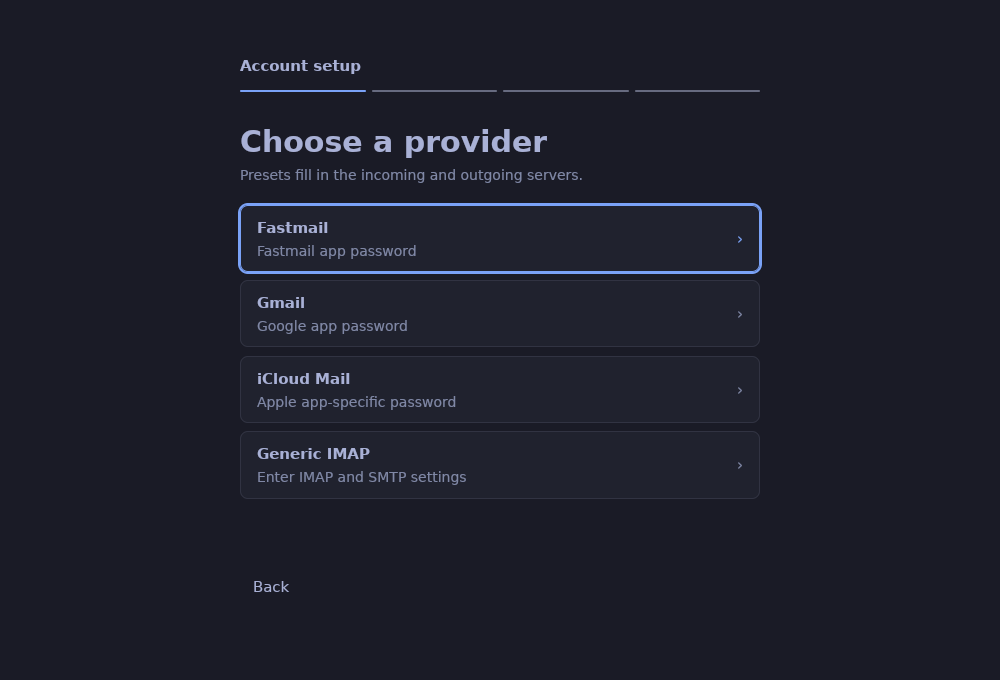 Account setup
Choose a provider
Presets fill in the incoming and outgoing servers.
Fastmail
Fastmail app password
Gmail
Google app password
iCloud Mail
Apple app-specific password
Generic IMAP
Enter IMAP and SMTP settings
Back